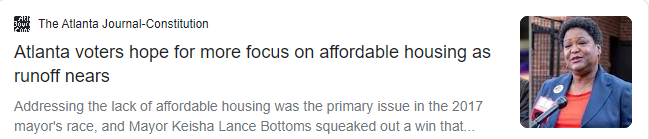 The Atlanta Journal-Constitution
Atlanta voters hope for more focus on affordable housing as
runoff nears
Addressing the lack of affordable housing was the primary issue in the 2017
mayor's race, and Mayor Keisha Lance Bottoms squeaked out a win that...